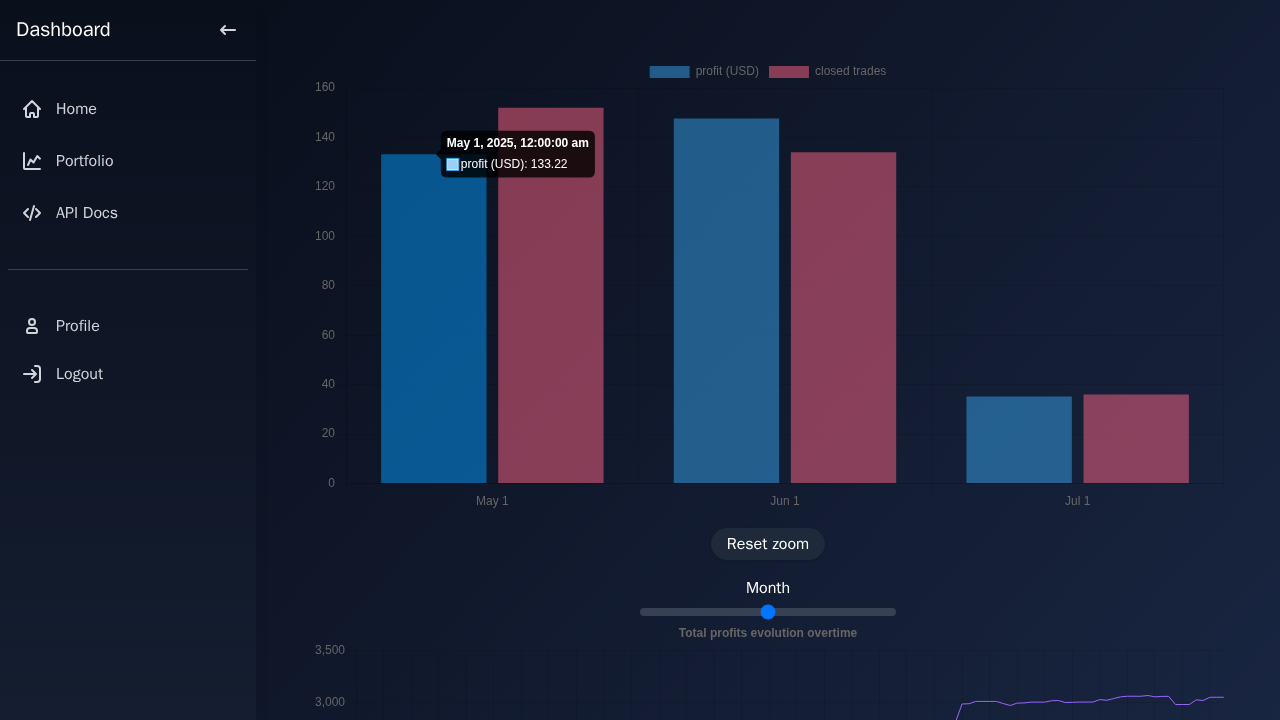 Dashboard
Home
Portfolio
API Docs
Profile
Logout
profit (USD) closed trades
160
140
120
100
80
60
40
20
0
May 1, 2025, 12:00:00 am
profit (USD): 133.22
May 1 Jun 1 Jul 1
Reset zoom
Month
Total profits evolution overtime
3,500
3,000